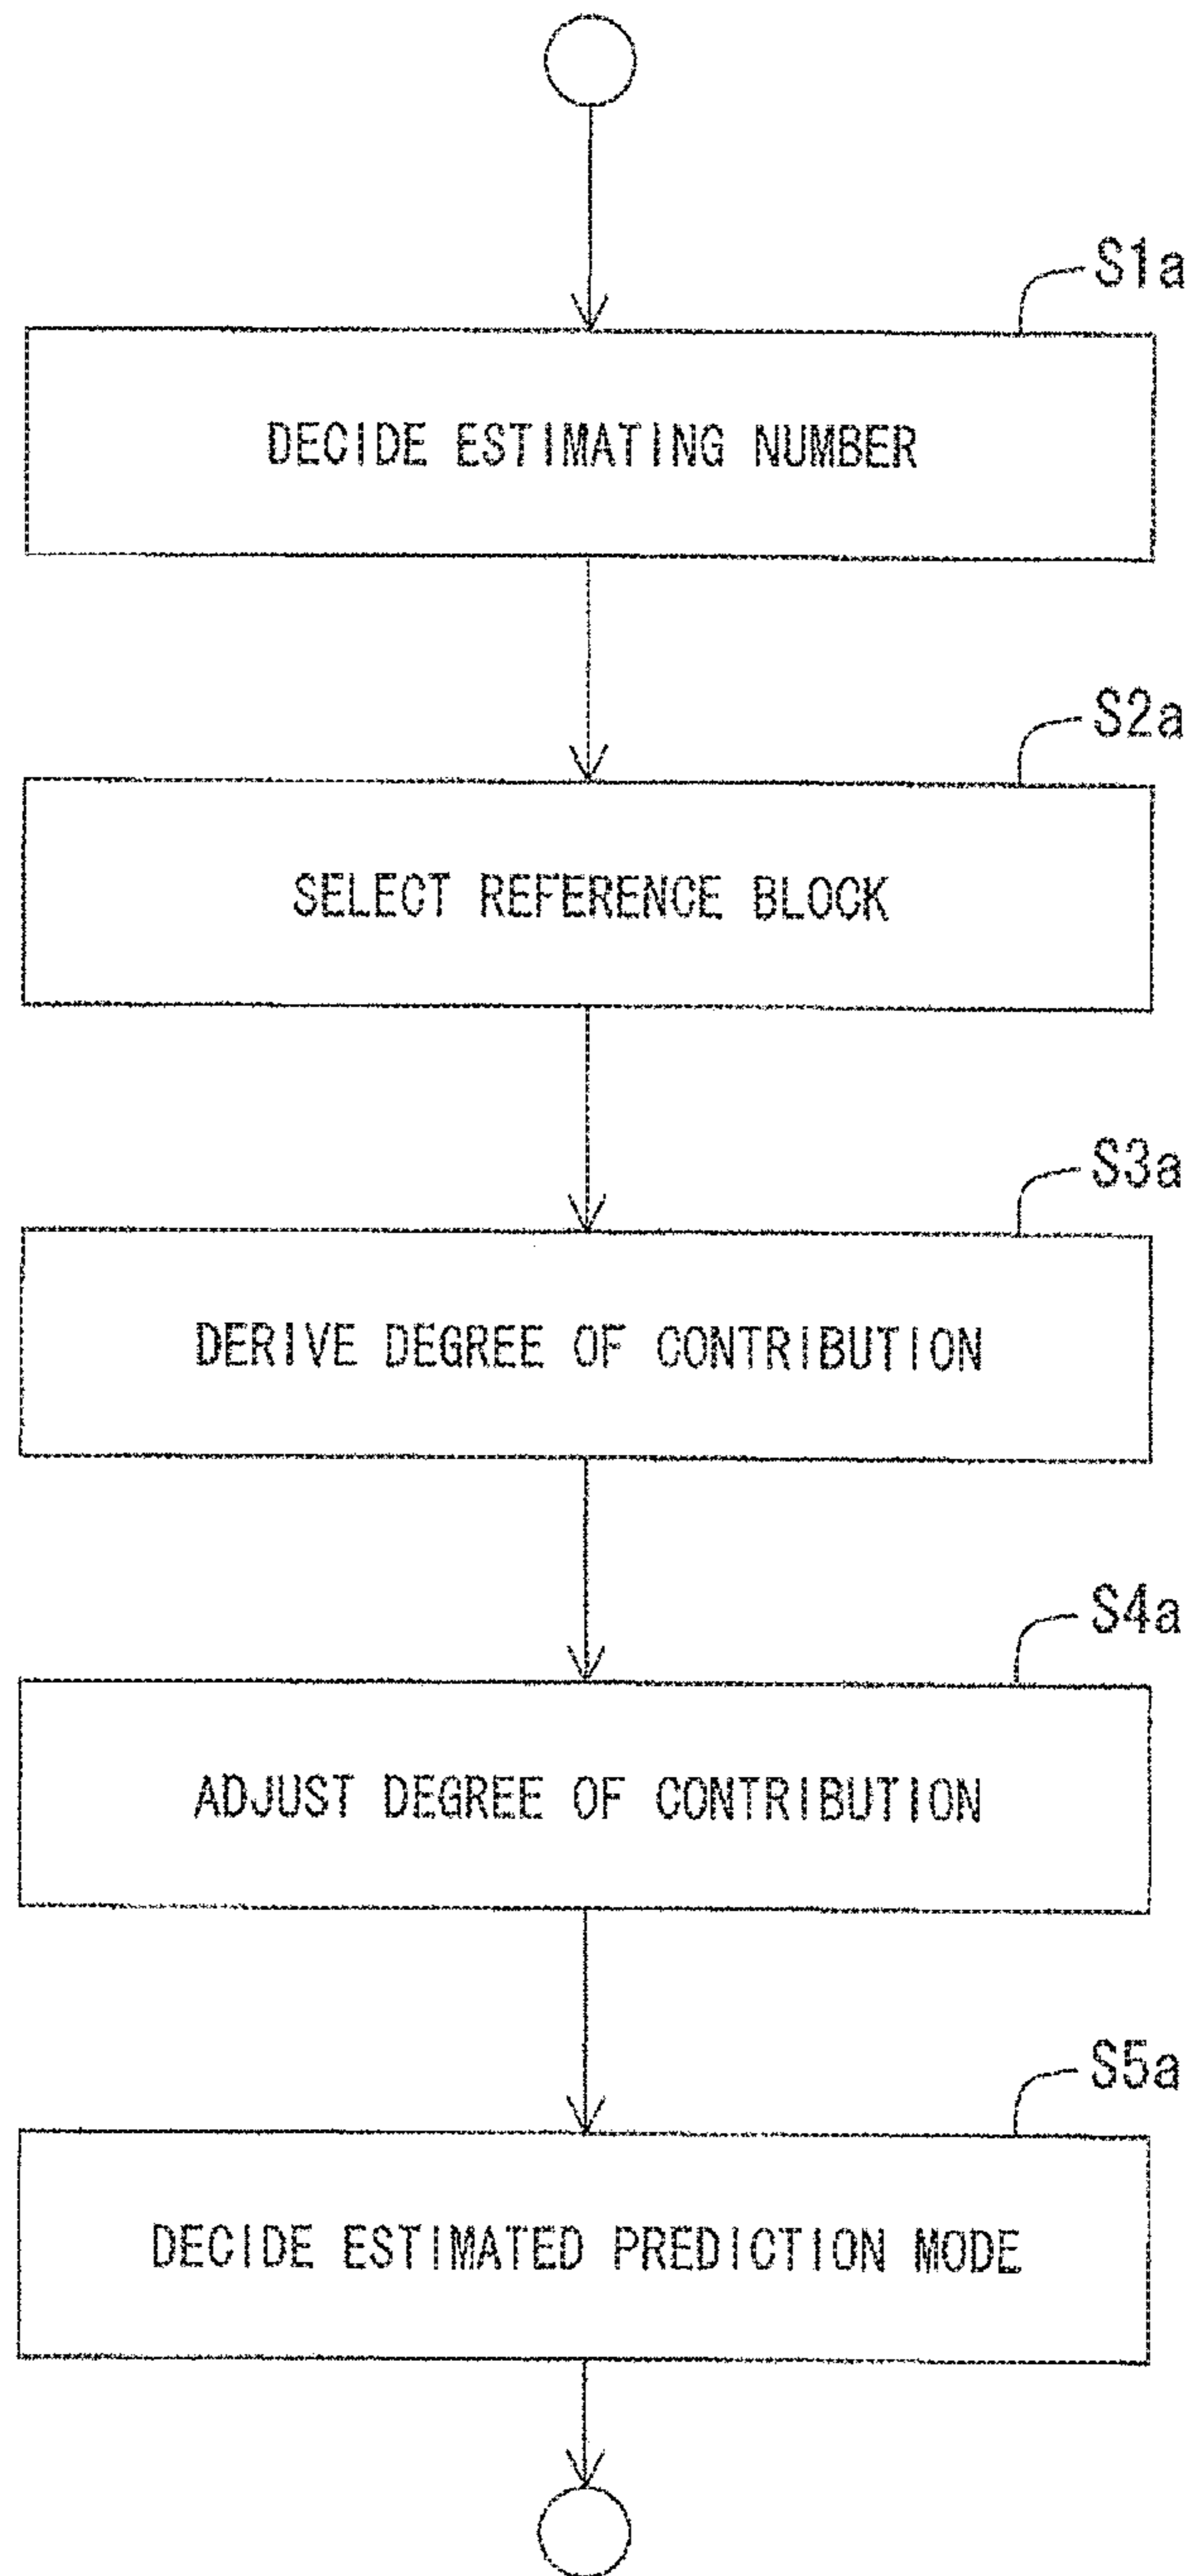 S1a
DECIDE ESTIMATING NUMBER
S2a
SELECT REFERENCE BLOCK
S3a
DERIVE DEGREE OF CONTRIBUTION
S4a
ADJUST DEGREE OF CONTRIBUTION
S5a
DECIDE ESTIMATED PREDICTION MODE